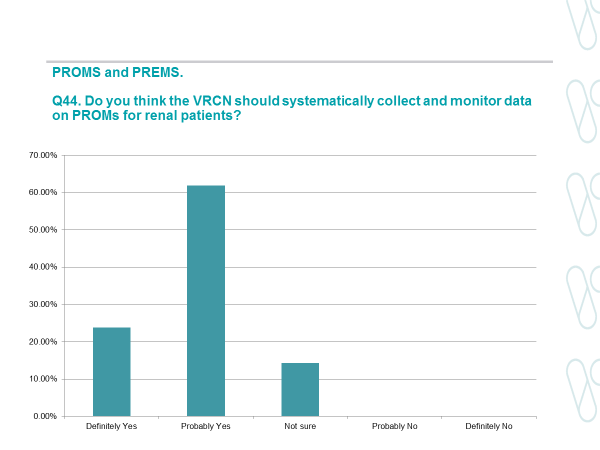 PROMS and PREMS.
Q44. Do you think the VRCN should systematically collect and monitor data
on PROMs for renal patients?
70.00%
60.00%
50.00%
40.00%
30.00%
20.00%
10.00%
0.00%
Definitely Yes
Probably Yes
Not sure
Probably No
Definitely No